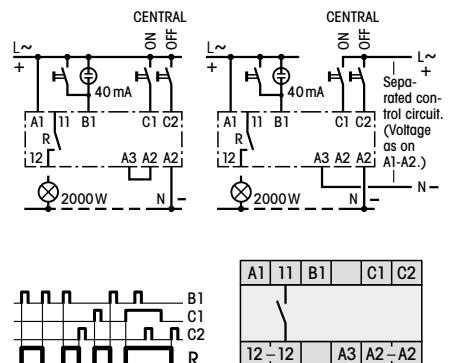 CENTRAL
ON OFF
L~
+
40 mA
A1 11 B1 C1 C2
R
12 A3 A2 A2
2000 W N –
CENTRAL
ON OFF
L~
+
L~
+
40 mA
Sepa-
rated con-
trol circuit.
(Voltage
as on
A1-A2.)
A1 11 B1 C1 C2
R
12 A3 A2 A2
N –
2000 W N –
B1
C1
C2
R
A1 11 B1 C1 C2
12 – 12 A3 A2 – A2